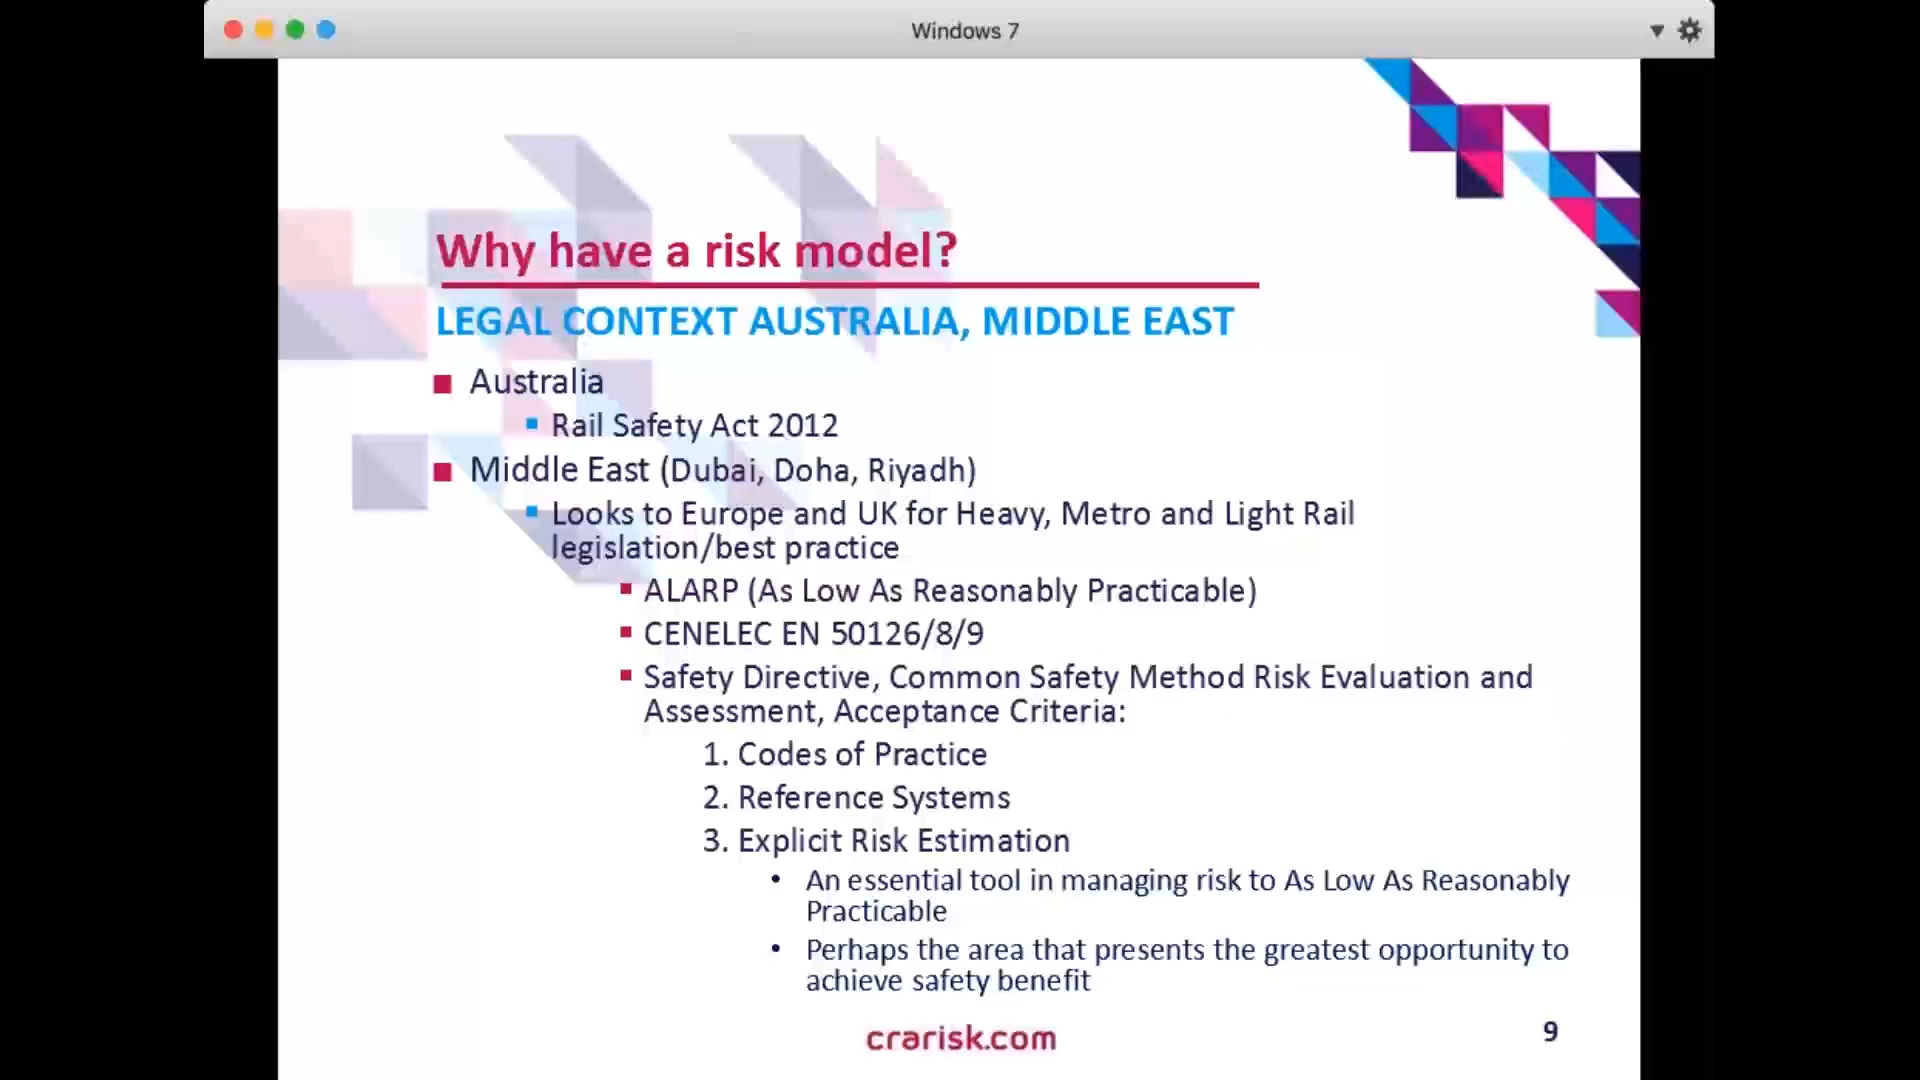 Windows 7
Why have a risk model?
LEGAL CONTEXT AUSTRALIA, MIDDLE EAST
Australia
Rail Safety Act 2012
Middle East (Dubai, Doha, Riyadh)
Looks to Europe and UK for Heavy, Metro and Light Rail
legislation/best practice
ALARP (As Low As Reasonably Practicable)
CENELEC EN 50126/8/9
Safety Directive, Common Safety Method Risk Evaluation and
Assessment, Acceptance Criteria:
1. Codes of Practice
2. Reference Systems
3. Explicit Risk Estimation
• An essential tool in managing risk to As Low As Reasonably
Practicable
• Perhaps the area that presents the greatest opportunity to
achieve safety benefit
crarisk.com
9